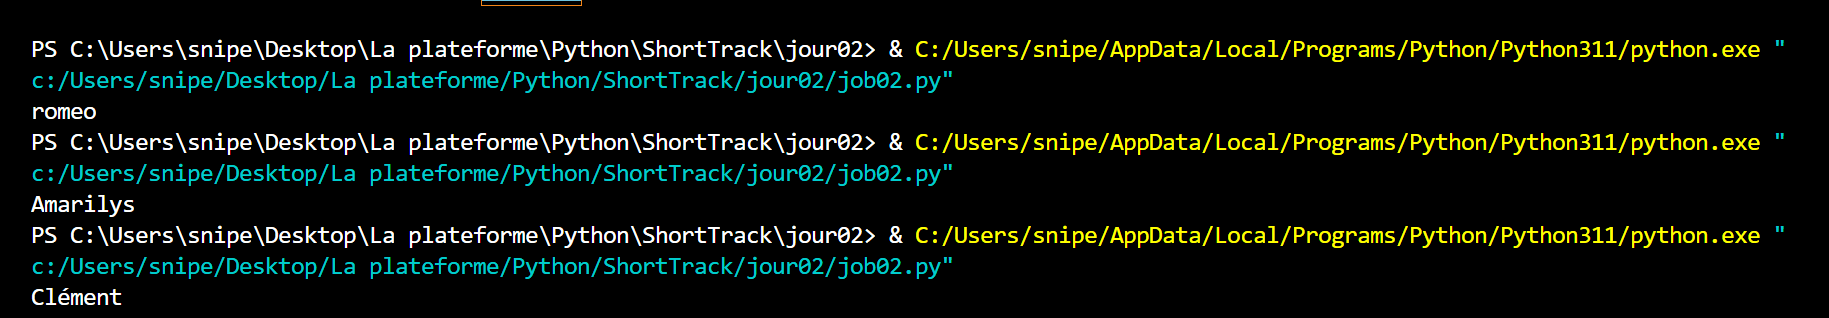 PS C:\Users\snipe\Desktop\La plateforme\Python\ShortTrack\jour02> & C:/Users/snipe/AppData/Local/Programs/Python/Python311/python.exe "
c:/Users/snipe/Desktop/La plateforme/Python/ShortTrack/jour02/job02.py"
romeo
PS C:\Users\snipe\Desktop\La plateforme\Python\ShortTrack\jour02> & C:/Users/snipe/AppData/Local/Programs/Python/Python311/python.exe "
c:/Users/snipe/Desktop/La plateforme/Python/ShortTrack/jour02/job02.py"
Amarilys
PS C:\Users\snipe\Desktop\La plateforme\Python\ShortTrack\jour02> & C:/Users/snipe/AppData/Local/Programs/Python/Python311/python.exe "
c:/Users/snipe/Desktop/La plateforme/Python/ShortTrack/jour02/job02.py"
Clément